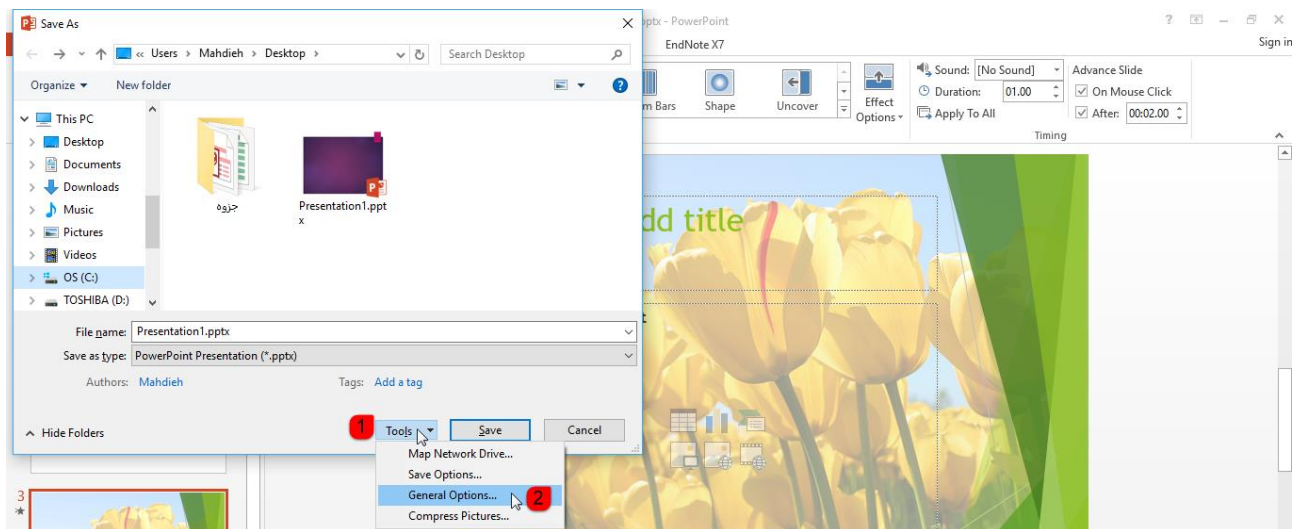 Save As
« Users › Mahdieh › Desktop ›
Search Desktop
Organize
New folder
This PC
Desktop
Documents
Downloads
Music
Pictures
Videos
OS (C:)
TOSHIBA (D:)
جزوه
Presentation1.ppt
x
File name: Presentation1.pptx
Save as type: PowerPoint Presentation (*.pptx)
Authors: Mahdieh Tags: Add a tag
Hide Folders
1
Tools Save Cancel
Map Network Drive...
Save Options...
General Options...
2
Compress Pictures...
ptx - PowerPoint
EndNote X7
Sign in
m Bars Shape Uncover
Effect
Options
Sound: [No Sound]
Duration: 01.00
Apply To All
Advance Slide
On Mouse Click
After: 00:02.00
Timing
dd title
3